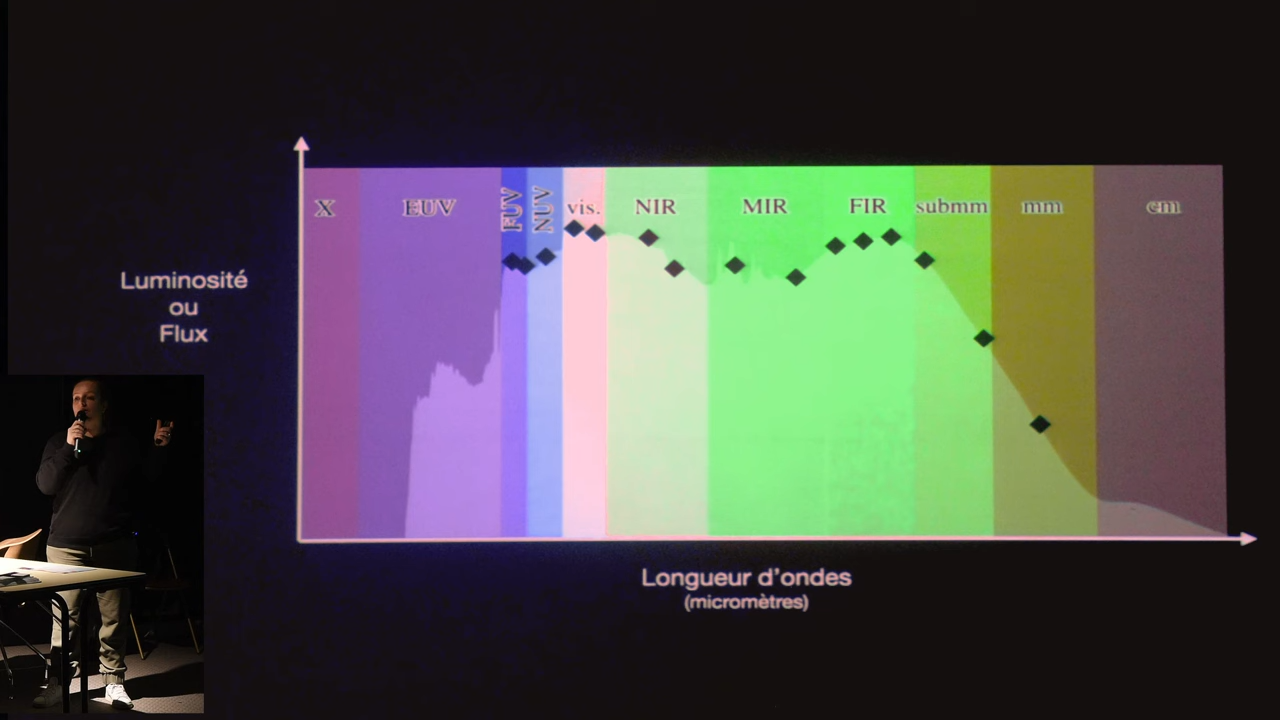 X
EUV
FUV
NUV
vis.
NIR
MIR
FIR
submm
mm
cm
Luminosité
ou
Flux
Longueur d'ondes
(micromètres)